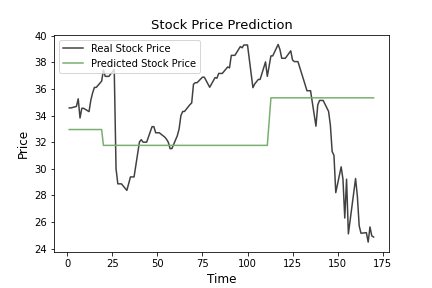 Stock Price Prediction
Real Stock Price
Predicted Stock Price
Price
40
38
36
34
32
30
28
26
24
0 25 50 75 100 125 150 175
Time